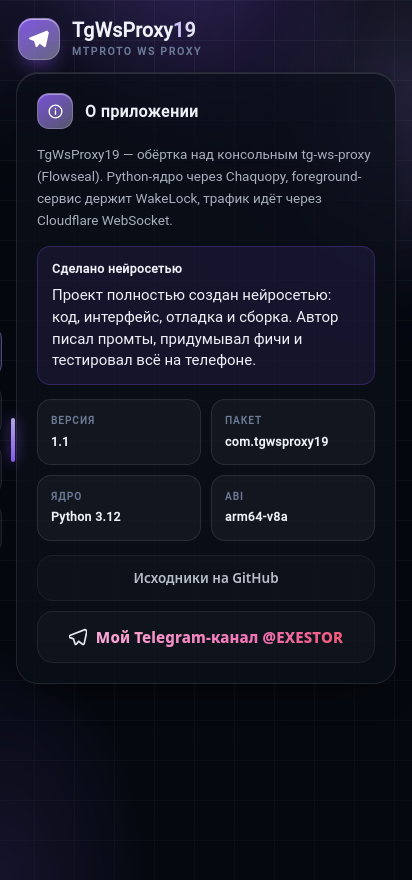 TgWsProxy19
MTPROTO WS PROXY
О приложении
TgWsProxy19 — обёртка над консольным tg-ws-proxy
(Flowseal). Python-ядро через Chaquopy, foreground-
сервис держит WakeLock, трафик идёт через
Cloudflare WebSocket.
Сделано нейросетью
Проект полностью создан нейросетью:
код, интерфейс, отладка и сборка. Автор
писал промты, придумывал фичи и
тестировал всё на телефоне.
ВЕРСИЯ
1.1
ПАКЕТ
com.tgwsproxy19
ЯДРО
Python 3.12
ABI
arm64-v8a
Исходники на GitHub
Мой Telegram-канал @EXESTOR